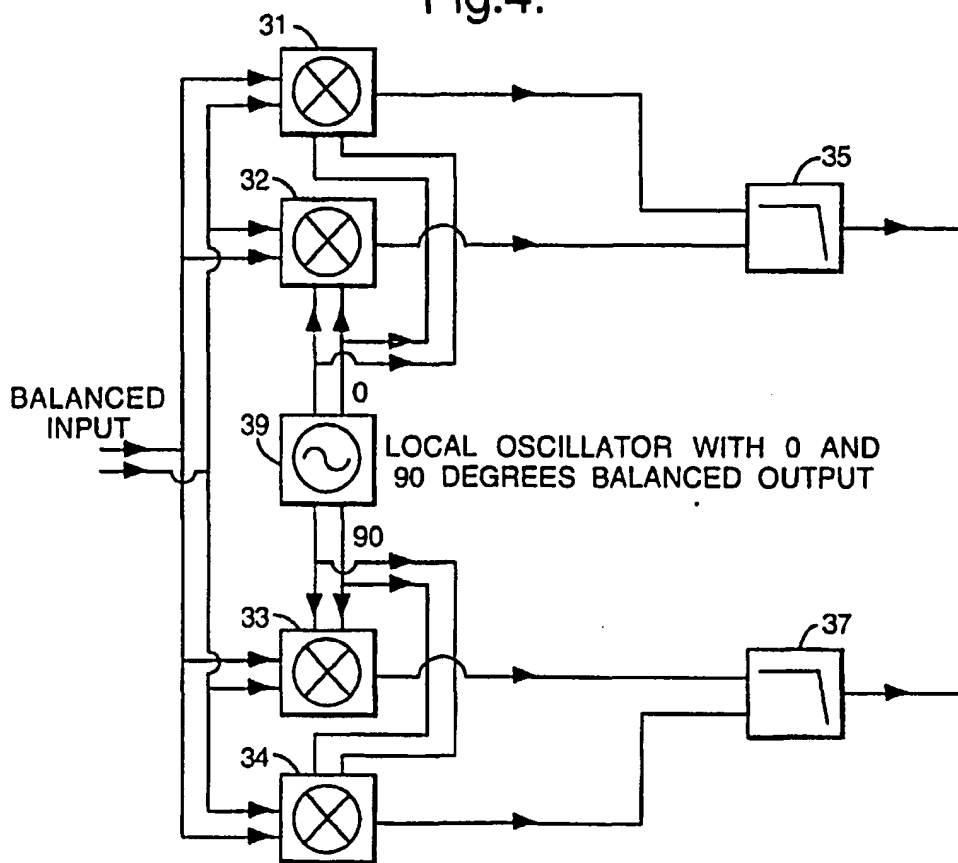 Fig.4.
31
32
35
BALANCED
INPUT
0
39
LOCAL OSCILLATOR WITH 0 AND
90 DEGREES BALANCED OUTPUT
90
33
37
34